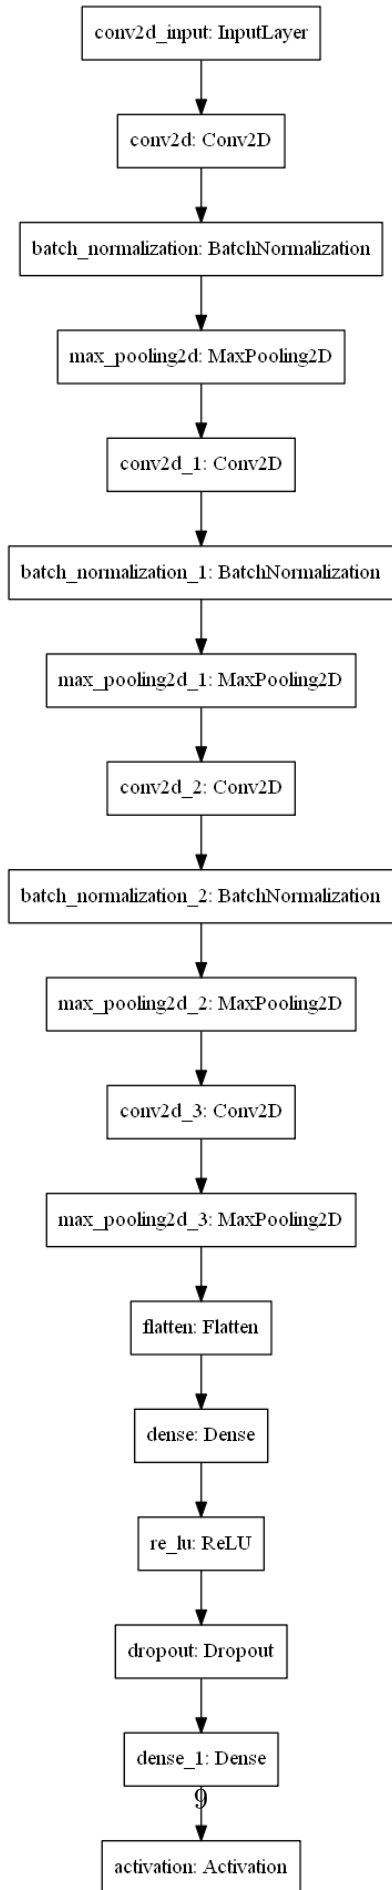 conv2d_input: InputLayer
conv2d: Conv2D
batch_normalization: BatchNormalization
max_pooling2d: MaxPooling2D
conv2d_1: Conv2D
batch_normalization_1: BatchNormalization
max_pooling2d_1: MaxPooling2D
conv2d_2: Conv2D
batch_normalization_2: BatchNormalization
max_pooling2d_2: MaxPooling2D
conv2d_3: Conv2D
max_pooling2d_3: MaxPooling2D
flatten: Flatten
dense: Dense
re_lu: ReLU
dropout: Dropout
dense_1: Dense
9
activation: Activation